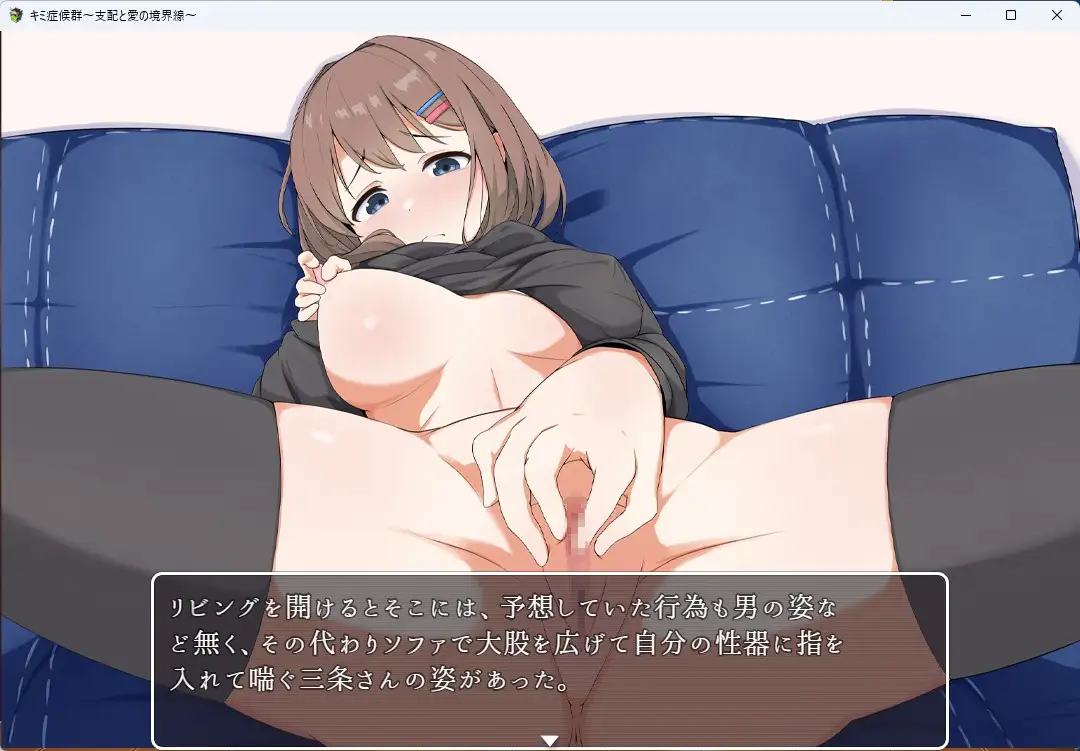 キミ症候群～支配と愛の境界線～
リビングを開けるとそこには、予想していた行為も男の姿な
ど無く、その代わりソファで大股を広げて自分の性器に指を
入れて喘ぐ三条さんの姿があった。